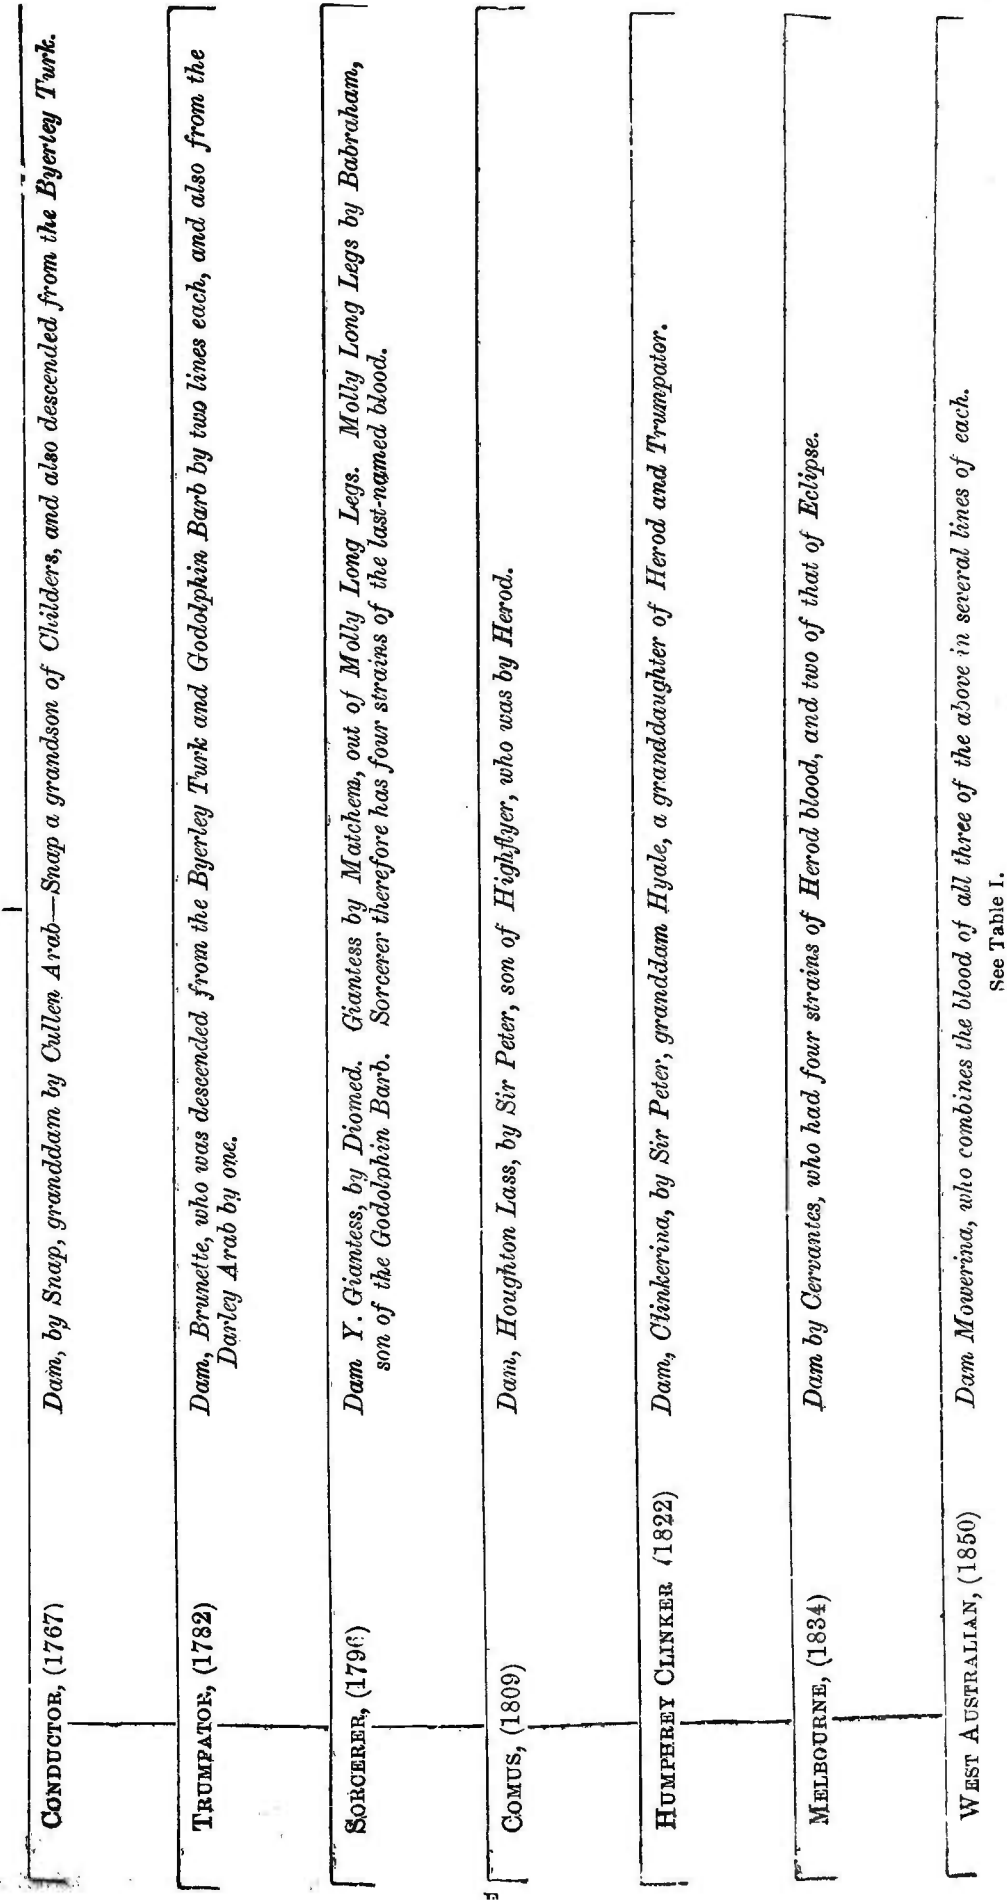 CONDUCTOR, (1767) Dam, by Snap, granddam by Cullen Arab—Snap a grandson of Childers, and also descended from the Byerley Turk.
TRUMPATOR, (1782) Dam, Brunette, who was descended from the Byerley Turk and Godolphin Barb by two lines each, and also from the
Darley Arab by one.
SORCERER, (1796) Dam Y. Giantess, by Diomed. Giantess by Matchem, out of Molly Long Legs. Molly Long Legs by Babraham,
son of the Godolphin Barb. Sorcerer therefore has four strains of the last-named blood.
COMUS, (1809) Dam, Houghton Lass, by Sir Peter, son of Highflyer, who was by Herod.
HUMPHREY CLINKER (1822) Dam, Clinkerina, by Sir Peter, granddam Hyale, a granddaughter of Herod and Trumpator.
MELBOURNE, (1834) Dam by Cervantes, who had four strains of Herod blood, and two of that of Eclipse.
WEST AUSTRALIAN, (1850) Dam Mowerina, who combines the blood of all three of the above in several lines of each.
See Table I.
E